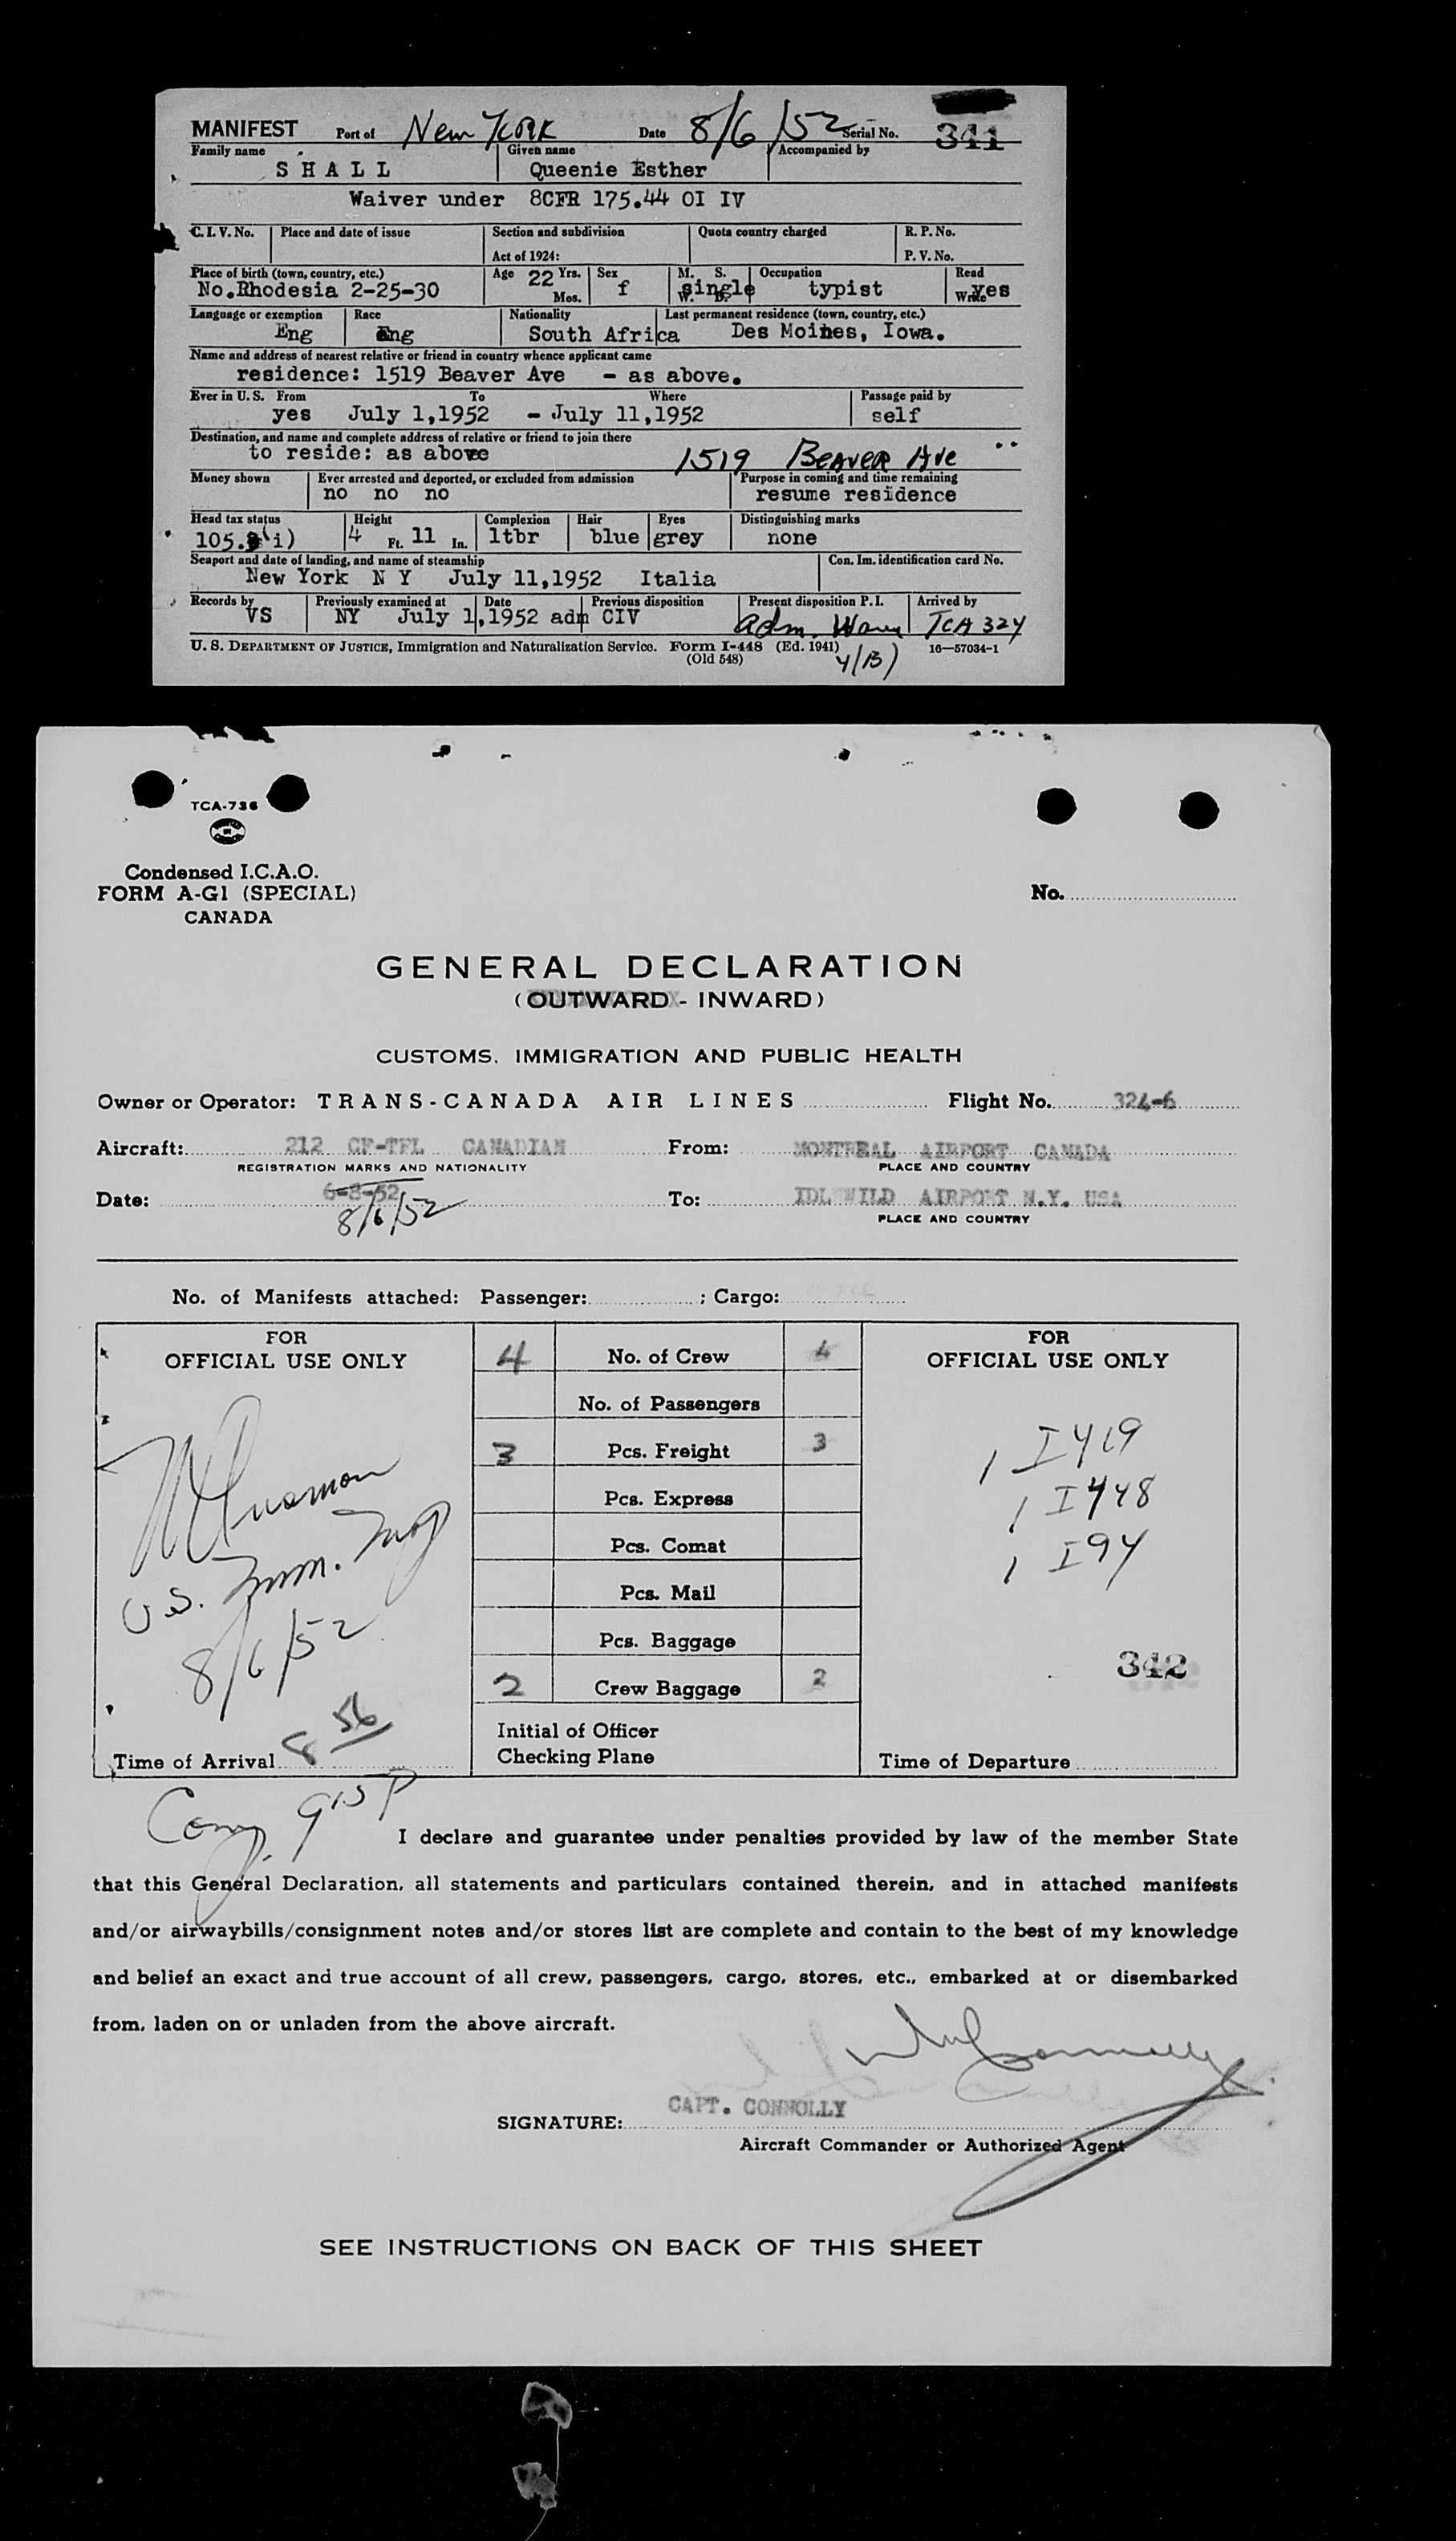 MANIFEST Port of New York Date 8/6/52 Serial No. 341
Family name Given name Accompanied by
SHALL Queenie Esther
Waiver under 8CFR 175.44 OI IV
C. I. V. No. Place and date of issue Section and subdivision Quota country charged R. P. No.
Act of 1924: P. V. No.
Place of birth (town, country, etc.) Age 22 Yrs. Sex M. S. Occupation Read
No.Rhodesia 2-25-30 Mos. f W. D. single typist Write yes
Language or exemption Race Nationality Last permanent residence (town, country, etc.)
Eng Eng South Africa Des Moines, Iowa.
Name and address of nearest relative or friend in country whence applicant came
residence: 1519 Beaver Ave - as above.
Ever in U. S. From To Where Passage paid by
yes July 1,1952 - July 11,1952 self
Destination, and name and complete address of relative or friend to join there
to reside: as above 1519 Beaver Ave "
Money shown Ever arrested and deported, or excluded from admission Purpose in coming and time remaining
no no no resume residence
Head tax status Height Complexion Hair Eyes Distinguishing marks
105.3(i) 4 Ft. 11 In. ltbr blue grey none
Seaport and date of landing, and name of steamship Con. Im. identification card No.
New York N Y July 11,1952 Italia
Records by Previously examined at Date Previous disposition Present disposition P. I. Arrived by
VS NY July 1,1952 adm CIV adm. TCA 324
U. S. DEPARTMENT OF JUSTICE, Immigration and Naturalization Service. Form I-448 (Ed. 1941) 16—57034-1
(Old 548) 4/(B)
TCA-736
Condensed I.C.A.O.
FORM A-G1 (SPECIAL) No.
CANADA
GENERAL DECLARATION
(OUTWARD - INWARD)
CUSTOMS, IMMIGRATION AND PUBLIC HEALTH
Owner or Operator: TRANS-CANADA AIR LINES Flight No. 324-6
Aircraft: 212 CF-TFL CANADIAN From: MONTREAL AIRPORT CANADA
REGISTRATION MARKS AND NATIONALITY PLACE AND COUNTRY
Date: 6-8-52 To: IDLEWILD AIRPORT N.Y. USA
8/6/52 PLACE AND COUNTRY
No. of Manifests attached: Passenger: ; Cargo:
FOR FOR
OFFICIAL USE ONLY 4 No. of Crew 4 OFFICIAL USE ONLY
No. of Passengers
3 Pcs. Freight 3 1 I419
Pcs. Express 1 I448
Pcs. Comat 1 I94
U.S. Imm. Insp
Pcs. Mail
8/6/52 Pcs. Baggage
2 Crew Baggage 2 342
Initial of Officer
Time of Arrival 8 56 Checking Plane Time of Departure
915 P
I declare and guarantee under penalties provided by law of the member State
that this General Declaration, all statements and particulars contained therein, and in attached manifests
and/or airwaybills/consignment notes and/or stores list are complete and contain to the best of my knowledge
and belief an exact and true account of all crew, passengers, cargo, stores, etc., embarked at or disembarked
from, laden on or unladen from the above aircraft.
CAPT. CONNOLLY
SIGNATURE:
Aircraft Commander or Authorized Agent
SEE INSTRUCTIONS ON BACK OF THIS SHEET